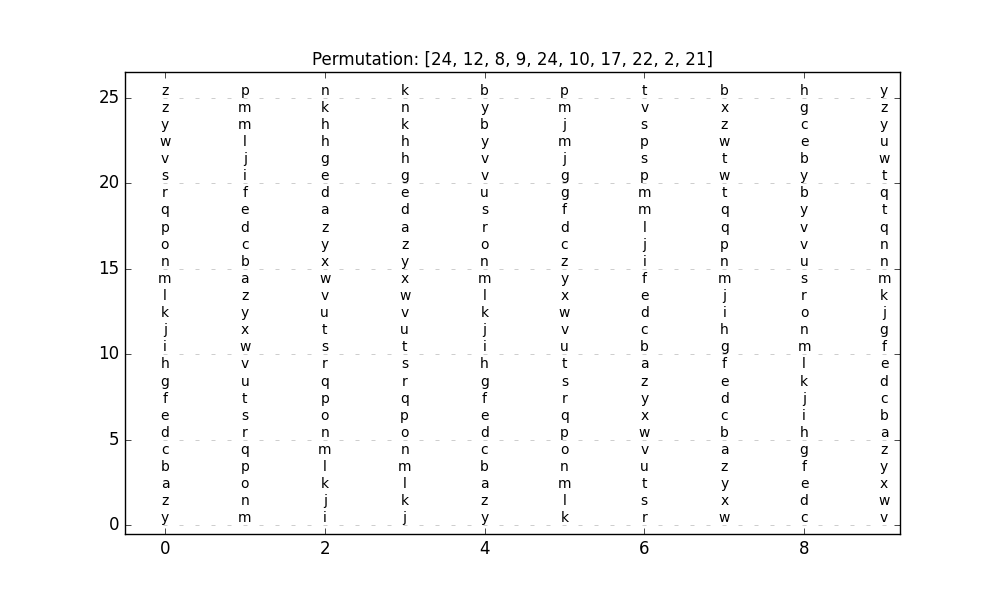 Permutation: [24, 12, 8, 9, 24, 10, 17, 22, 2, 21]
z p n k b p t b h y
25
z m k n y m v x g z
y m h k b j s z c y
w l h h y m p w e u
v j g h v j s t b w
s i e g v g p w y t
20
r f d e u g m t b q
q e a d s f m q y t
p d z a r d l q v q
o c y z o c j p v n
n b x y n z i n u n
15
m a w x m y f m s m
l z v w l x e j r k
k y u v k w d i o j
j x t u j v c h n g
i w s t i u b g m f
10
h v r s h t a f l e
g u q r g s z e k d
f t p q f r y d j c
e s o p e q x c i b
d r n o d p w b h a
5
c q m n c o v a g z
b p l m b n u z f y
a o k l a m t y e x
z n j k z l s x d w
y m i j y k r w c v
0
0 2 4 6 8